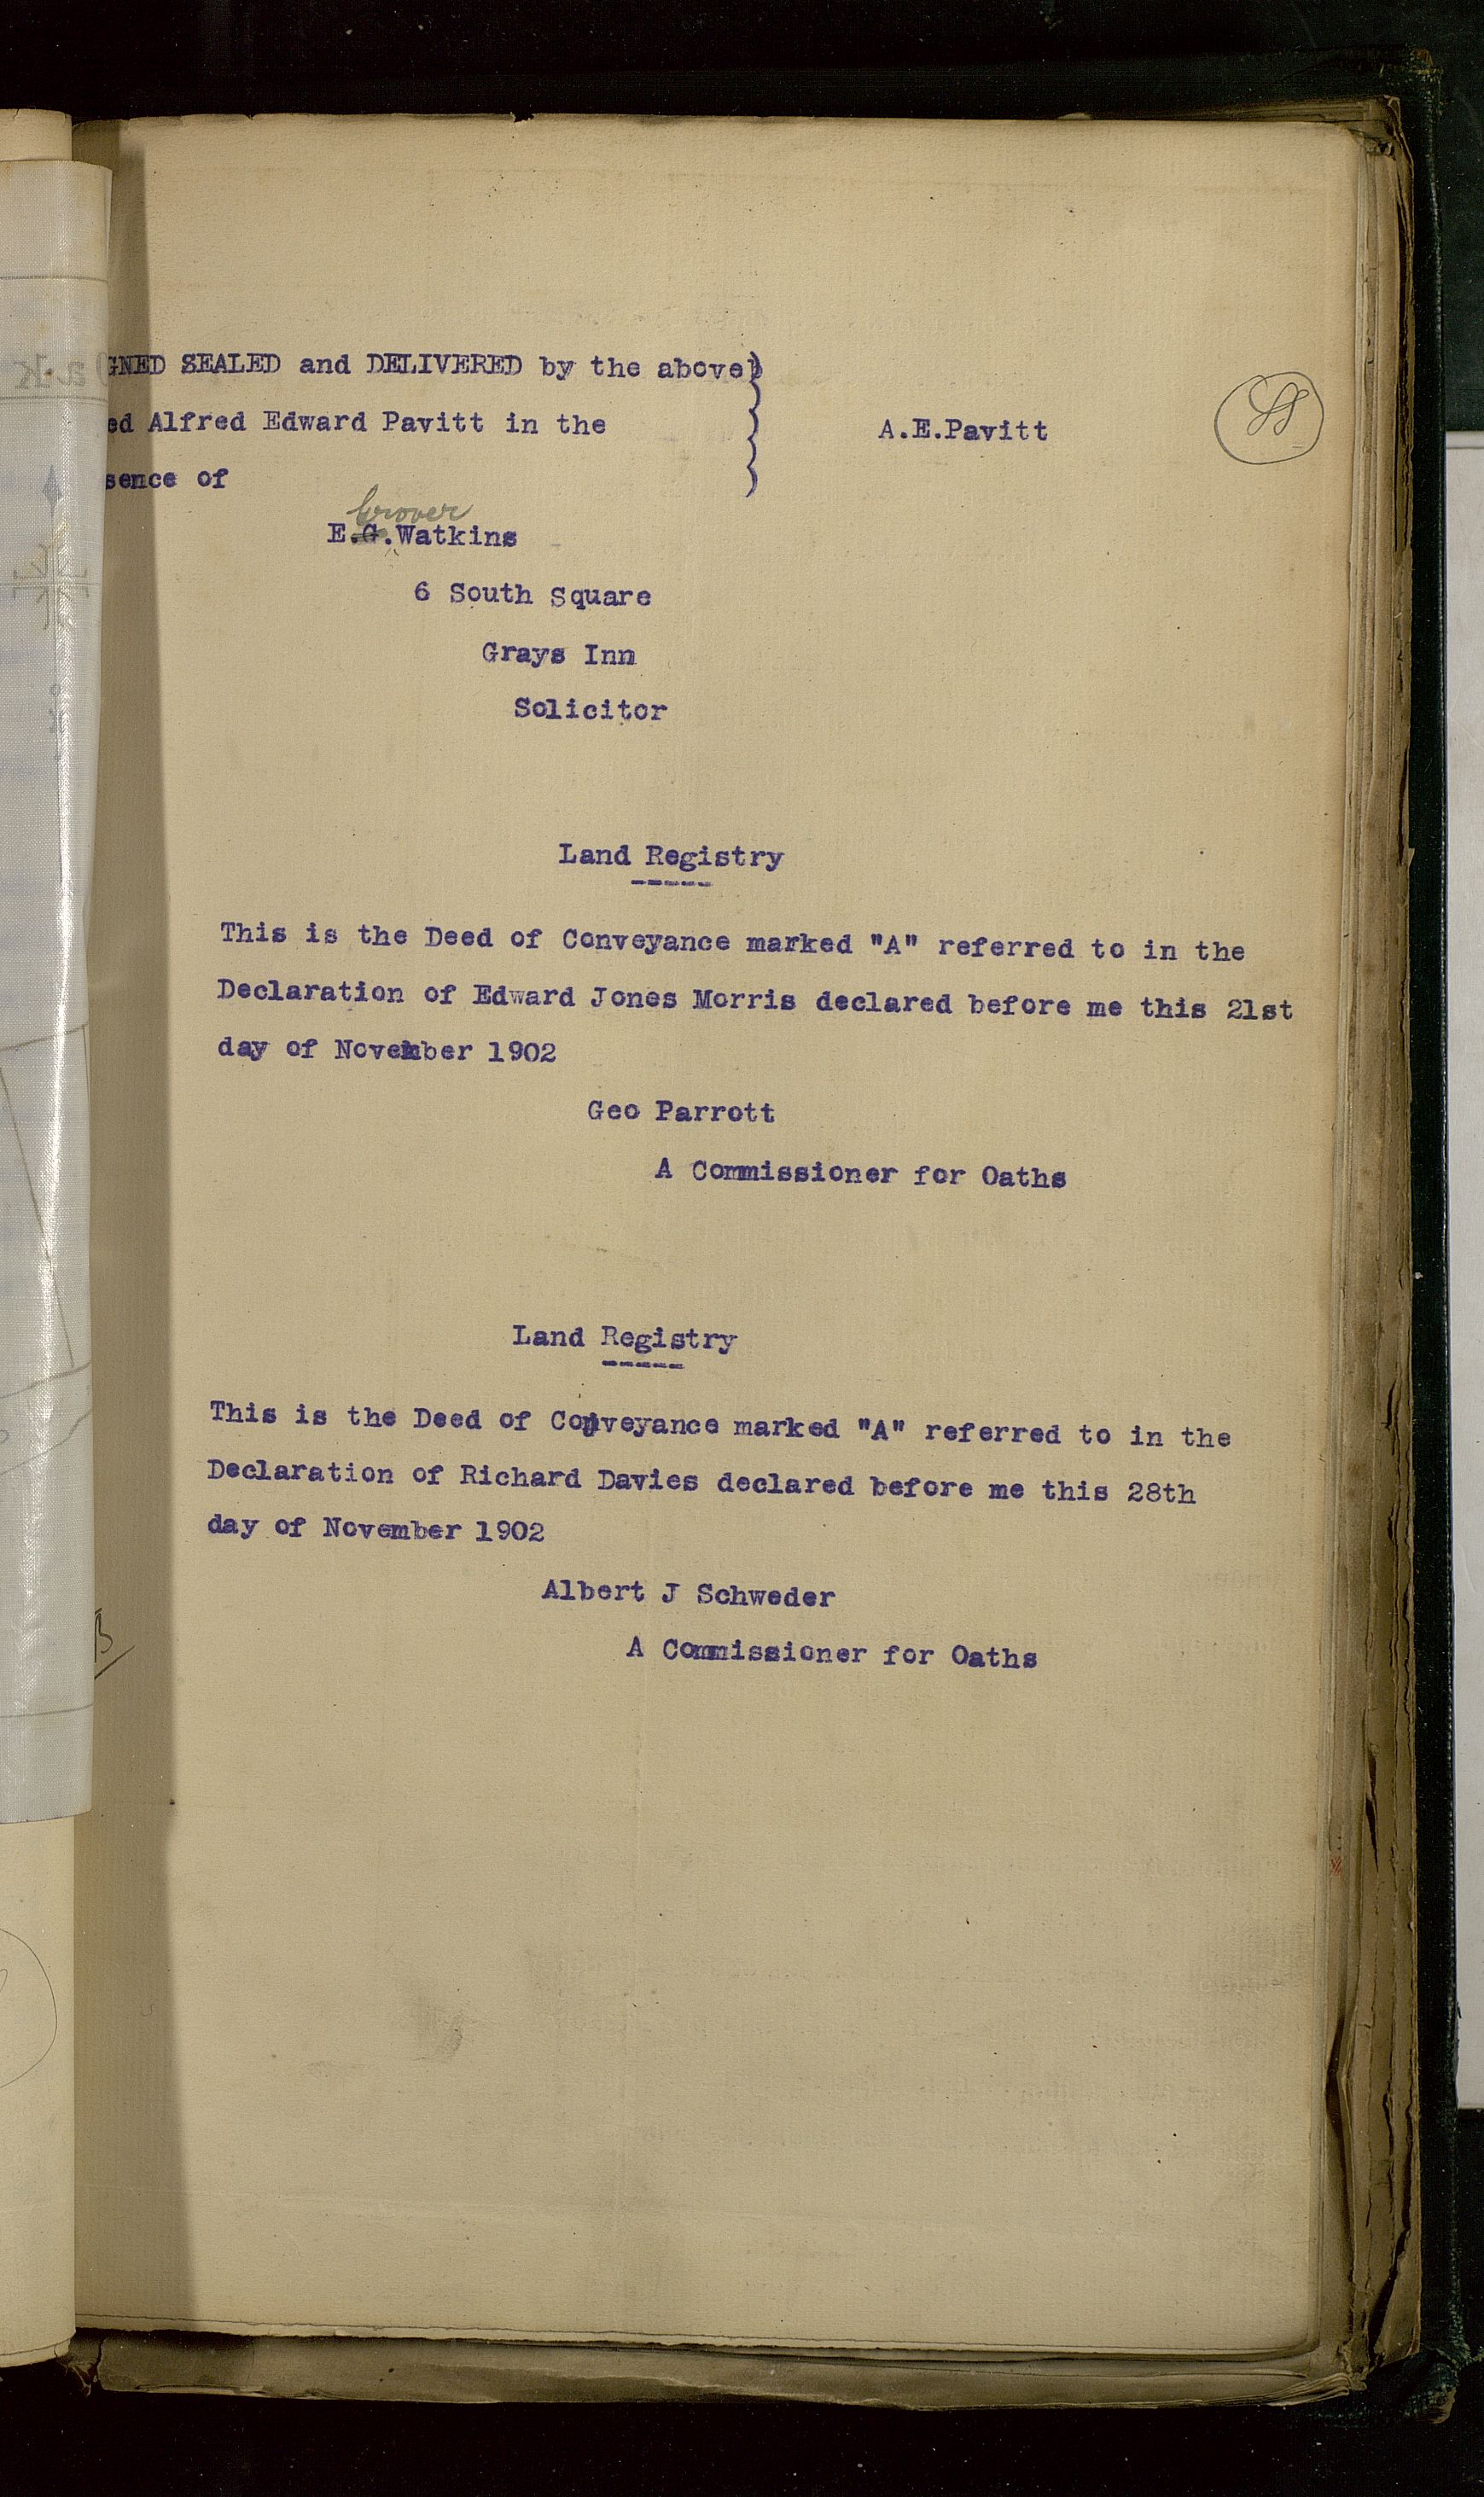 GNED SEALED and DELIVERED by the above)
ed Alfred Edward Pavitt in the
A.E.Pavitt
sence of
Grover
E.G.Watkins
6 South Square
Grays Inn
Solicitor
Land Registry
This is the Deed of Conveyance marked "A" referred to in the
Declaration of Edward Jones Morris declared before me this 21st
day of November 1902
Geo Parrott
A Commissioner for Oaths
Land Registry
This is the Deed of Conveyance marked "A" referred to in the
Declaration of Richard Davies declared before me this 28th
day of November 1902
Albert J Schweder
A Commissioner for Oaths
B